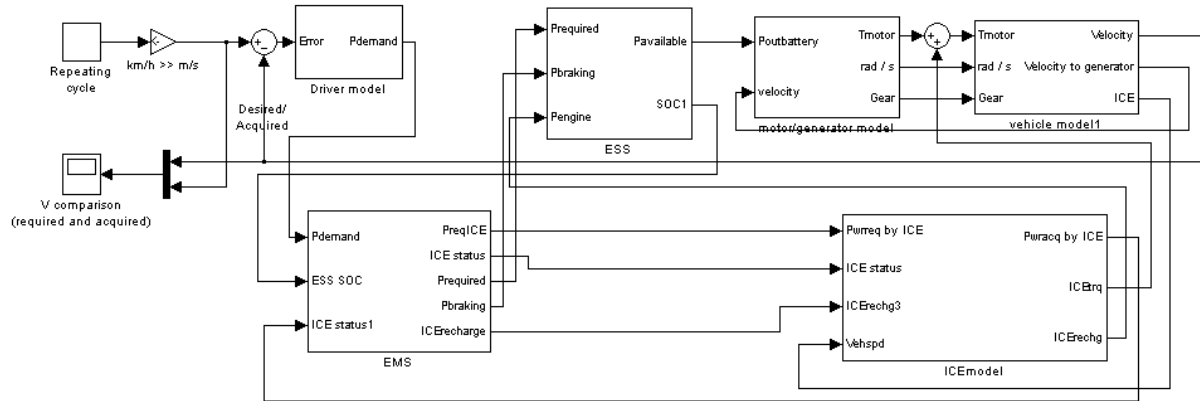 Repeating
cycle
km/h >> m/s
Desired/
Acquired
Error
Pdemand
Driver model
Prequired
Pbraking
Pengine
Pavailable
SOC1
ESS
Poutbattery
velocity
Tmotor
rad / s
Gear
motor/generator model
Tmotor
rad / s
Gear
Velocity
Velocity to generator
ICE
vehicle model1
V comparison
(required and acquired)
Pdemand
ESS SOC
ICE status1
PreqICE
ICE status
Prequired
Pbraking
ICErecharge
EMS
Pwrreq by ICE
ICE status
ICErechg3
Vehspd
Pwracq by ICE
ICEtrq
ICErechg
ICEmodel